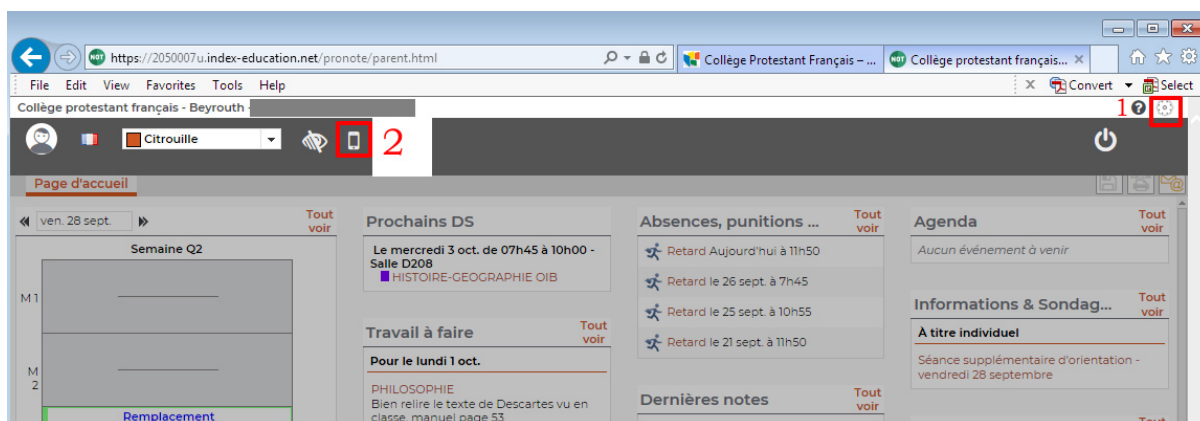 https://2050007u.index-education.net/pronote/parent.html
Collège Protestant Français – ...
Collège protestant français...
File Edit View Favorites Tools Help
Convert
Select
Collège protestant français - Beyrouth -
1
Citrouille
2
Page d'accueil
ven. 28 sept.
Tout voir
Semaine Q2
M 1
M 2
Remplacement
Prochains DS
Le mercredi 3 oct. de 07h45 à 10h00 -
Salle D208
HISTOIRE-GEOGRAPHIE OIB
Travail à faire
Tout voir
Pour le lundi 1 oct.
PHILOSOPHIE
Bien relire le texte de Descartes vu en
classe, manuel page 53
Absences, punitions ...
Tout voir
Retard Aujourd'hui à 11h50
Retard le 26 sept. à 7h45
Retard le 25 sept. à 10h55
Retard le 21 sept. à 11h50
Dernières notes
Tout voir
Agenda
Tout voir
Aucun événement à venir
Informations & Sondag...
Tout voir
À titre individuel
Séance supplémentaire d'orientation -
vendredi 28 septembre
Tout